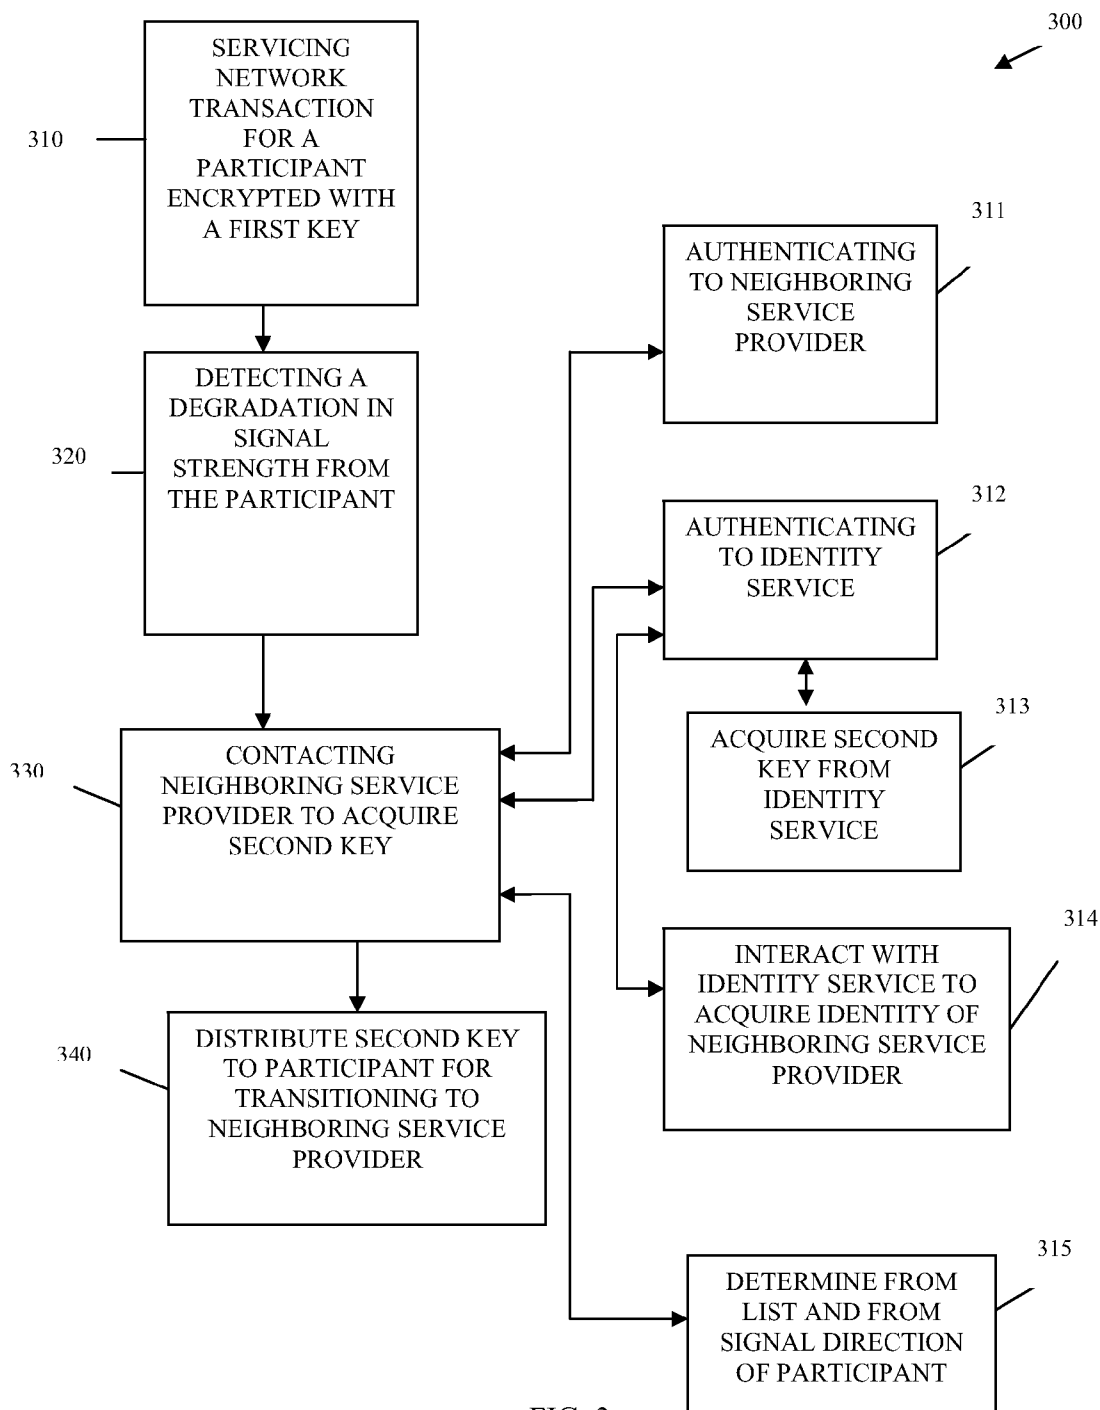 300
SERVICING
NETWORK
TRANSACTION
FOR A
PARTICIPANT
ENCRYPTED WITH
A FIRST KEY
310
311
AUTHENTICATING
TO NEIGHBORING
SERVICE
PROVIDER
DETECTING A
DEGRADATION IN
SIGNAL
STRENGTH FROM
THE PARTICIPANT
320
312
AUTHENTICATING
TO IDENTITY
SERVICE
313
ACQUIRE SECOND
KEY FROM
IDENTITY
SERVICE
330
CONTACTING
NEIGHBORING SERVICE
PROVIDER TO ACQUIRE
SECOND KEY
314
INTERACT WITH
IDENTITY SERVICE TO
ACQUIRE IDENTITY OF
NEIGHBORING SERVICE
PROVIDER
340
DISTRIBUTE SECOND KEY
TO PARTICIPANT FOR
TRANSITIONING TO
NEIGHBORING SERVICE
PROVIDER
315
DETERMINE FROM
LIST AND FROM
SIGNAL DIRECTION
OF PARTICIPANT